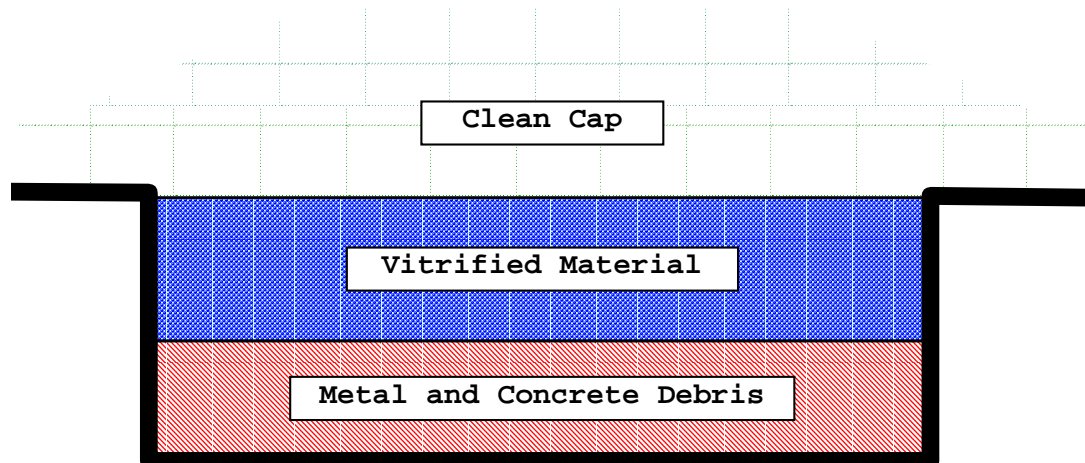 Clean Cap
Vitrified Material
Metal and Concrete Debris